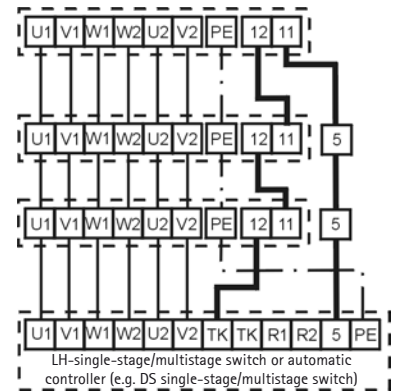 U1 V1 W1 W2 U2 V2 PE 12 11
U1 V1 W1 W2 U2 V2 PE 12 11 5
U1 V1 W1 W2 U2 V2 PE 12 11 5
U1 V1 W1 W2 U2 V2 TK TK R1 R2 5 PE
LH-single-stage/multistage switch or automatic
controller (e.g. DS single-stage/multistage switch)